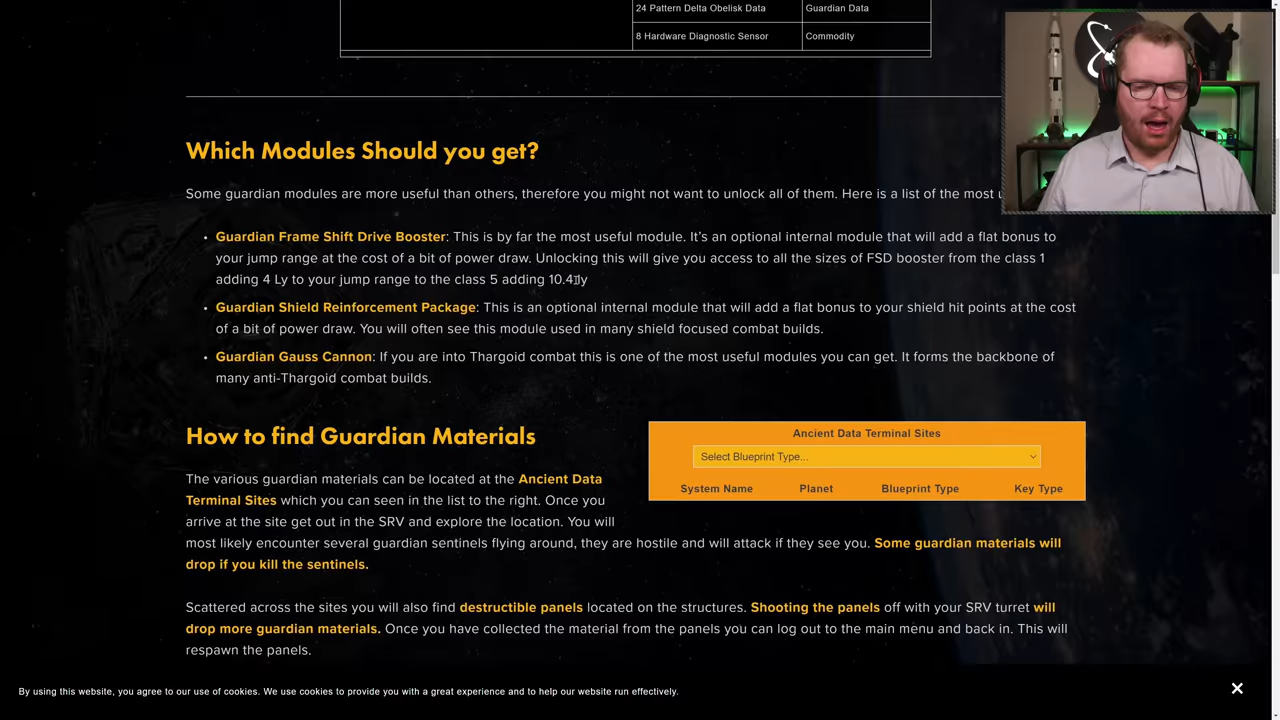 24 Pattern Delta Obelisk Data Guardian Data
8 Hardware Diagnostic Sensor Commodity
Which Modules Should you get?
Some guardian modules are more useful than others, therefore you might not want to unlock all of them. Here is a list of the most
• Guardian Frame Shift Drive Booster: This is by far the most useful module. It's an optional internal module that will add a flat bonus to
your jump range at the cost of a bit of power draw. Unlocking this will give you access to all the sizes of FSD booster from the class 1
adding 4 Ly to your jump range to the class 5 adding 10.4 ly
• Guardian Shield Reinforcement Package: This is an optional internal module that will add a flat bonus to your shield hit points at the cost
of a bit of power draw. You will often see this module used in many shield focused combat builds.
• Guardian Gauss Cannon: If you are into Thargoid combat this is one of the most useful modules you can get. It forms the backbone of
many anti-Thargoid combat builds.
How to find Guardian Materials
The various guardian materials can be located at the Ancient Data
Terminal Sites which you can seen in the list to the right. Once you
arrive at the site get out in the SRV and explore the location. You will
most likely encounter several guardian sentinels flying around, they are hostile and will attack if they see you. Some guardian materials will
drop if you kill the sentinels.
Ancient Data Terminal Sites
Select Blueprint Type...
System Name Planet Blueprint Type Key Type
Scattered across the sites you will also find destructible panels located on the structures. Shooting the panels off with your SRV turret will
drop more guardian materials. Once you have collected the material from the panels you can log out to the main menu and back in. This will
respawn the panels.
By using this website, you agree to our use of cookies. We use cookies to provide you with a great experience and to help our website run effectively.